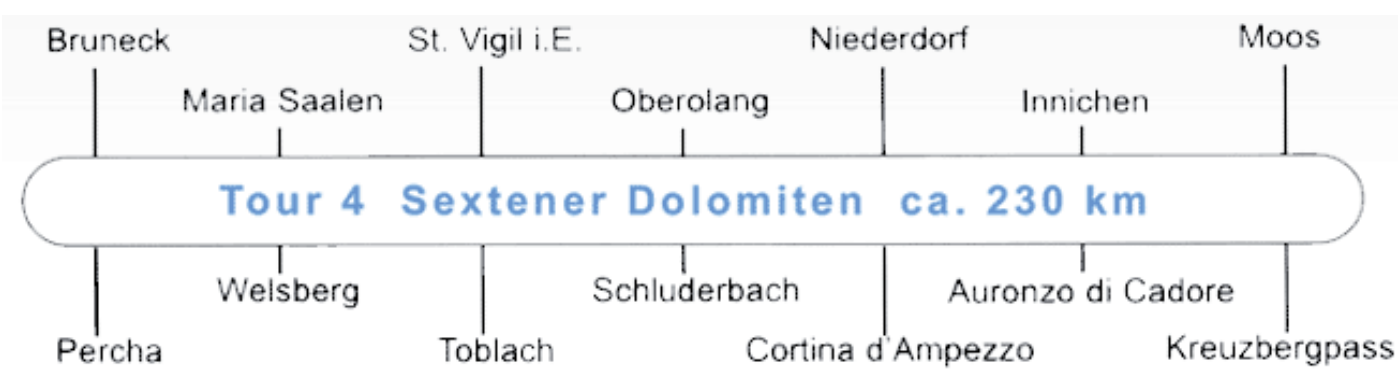 Bruneck St. Vigil i.E. Niederdorf Moos
Maria Saalen Oberolang Innichen
Tour 4 Sextener Dolomiten ca. 230 km
Welsberg Schluderbach Auronzo di Cadore
Percha Toblach Cortina d'Ampezzo Kreuzbergpass